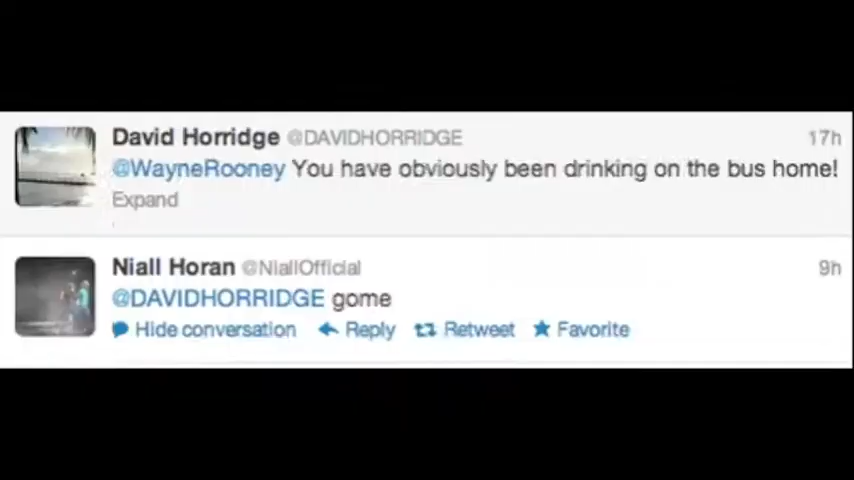 David Horridge @DAVIDHORRIDGE 17h
@WayneRooney You have obviously been drinking on the bus home!
Expand
Niall Horan @NiallOfficial 9h
@DAVIDHORRIDGE gome
Hide conversation Reply Retweet Favorite